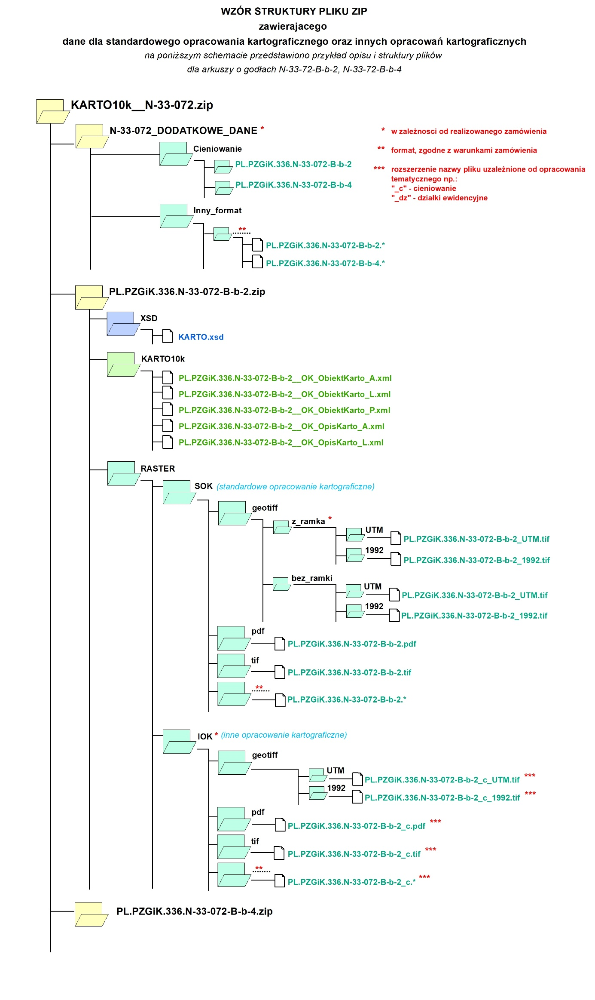 WZÓR STRUKTURY PLIKU ZIP
zawierajacego
dane dla standardowego opracowania kartograficznego oraz innych opracowań kartograficznych
na poniższym schemacie przedstawiono przykład opisu i struktury plików
dla arkuszy o godłach N-33-72-B-b-2, N-33-72-B-b-4
KARTO10k__N-33-072.zip
N-33-072_DODATKOWE_DANE *
* w zależnosci od realizowanego zamówienia
** format, zgodne z warunkami zamówienia
*** rozszerzenie nazwy pliku uzależnione od opracowania
tematycznego np.:
"_c" - cieniowanie
"_dz" - działki ewidencyjne
Cieniowanie
PL.PZGiK.336.N-33-072-B-b-2
PL.PZGiK.336.N-33-072-B-b-4
Inny_format
**
........
PL.PZGiK.336.N-33-072-B-b-2.*
PL.PZGiK.336.N-33-072-B-b-4.*
PL.PZGiK.336.N-33-072-B-b-2.zip
XSD
KARTO.xsd
KARTO10k
PL.PZGiK.336.N-33-072-B-b-2__OK_ObiektKarto_A.xml
PL.PZGiK.336.N-33-072-B-b-2__OK_ObiektKarto_L.xml
PL.PZGiK.336.N-33-072-B-b-2__OK_ObiektKarto_P.xml
PL.PZGiK.336.N-33-072-B-b-2__OK_OpisKarto_A.xml
PL.PZGiK.336.N-33-072-B-b-2__OK_OpisKarto_L.xml
RASTER
SOK (standardowe opracowanie kartograficzne)
geotiff
z_ramka *
UTM
PL.PZGiK.336.N-33-072-B-b-2_UTM.tif
1992
PL.PZGiK.336.N-33-072-B-b-2_1992.tif
bez_ramki
UTM
PL.PZGiK.336.N-33-072-B-b-2_UTM.tif
1992
PL.PZGiK.336.N-33-072-B-b-2_1992.tif
pdf
PL.PZGiK.336.N-33-072-B-b-2.pdf
tif
PL.PZGiK.336.N-33-072-B-b-2.tif
**
........
PL.PZGiK.336.N-33-072-B-b-2.*
IOK * (inne opracowanie kartograficzne)
geotiff
UTM
PL.PZGiK.336.N-33-072-B-b-2_c_UTM.tif ***
1992
PL.PZGiK.336.N-33-072-B-b-2_c_1992.tif ***
pdf
PL.PZGiK.336.N-33-072-B-b-2_c.pdf ***
tif
PL.PZGiK.336.N-33-072-B-b-2_c.tif ***
**
........
PL.PZGiK.336.N-33-072-B-b-2_c.* ***
PL.PZGiK.336.N-33-072-B-b-4.zip